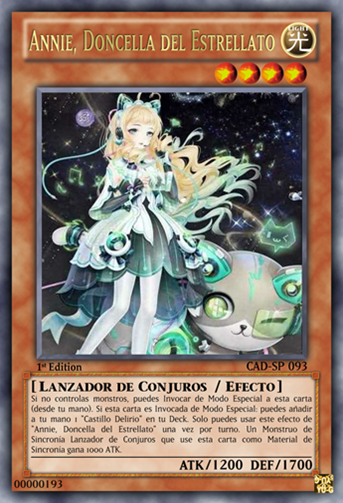 ANNIE, DONCELLA DEL ESTRELLATO
LIGHT
光
1st Edition
CAD-SP 093
[ LANZADOR DE CONJUROS / EFECTO ]
Si no controlas monstros, puedes Invocar de Modo Especial a esta carta
(desde tu mano). Si esta carta es Invocada de Modo Especial: puedes añadir
a tu mano 1 "Castillo Delirio" en tu Deck. Solo puedes usar este efecto de
"Annie, Doncella del Estrellato" una vez por turno. Un Monstruo de
Sincronia Lanzador de Conjuros que use esta carta como Material de
Sincronia gana 1000 ATK.
ATK/1200 DEF/1700
00000193